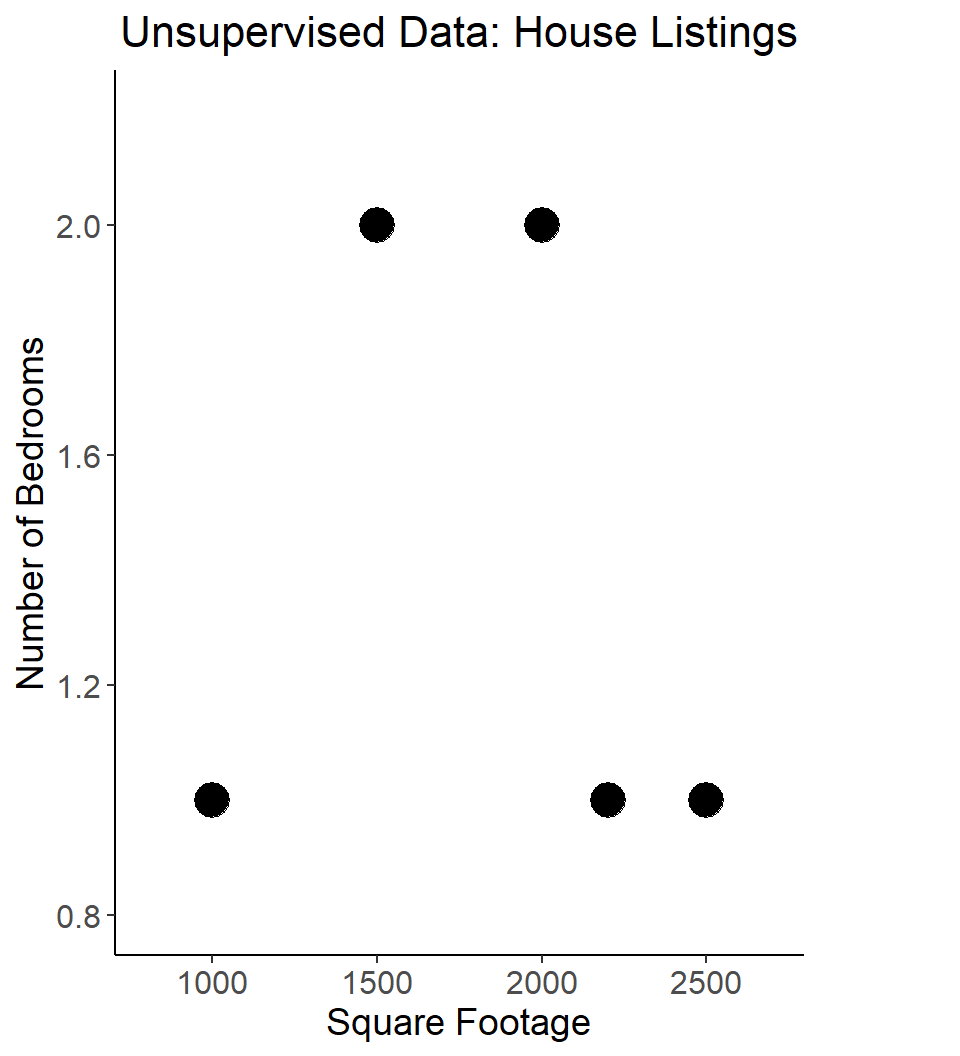 Unsupervised Data: House Listings
Number of Bedrooms
2.0
1.6
1.2
0.8
1000 1500 2000 2500
Square Footage